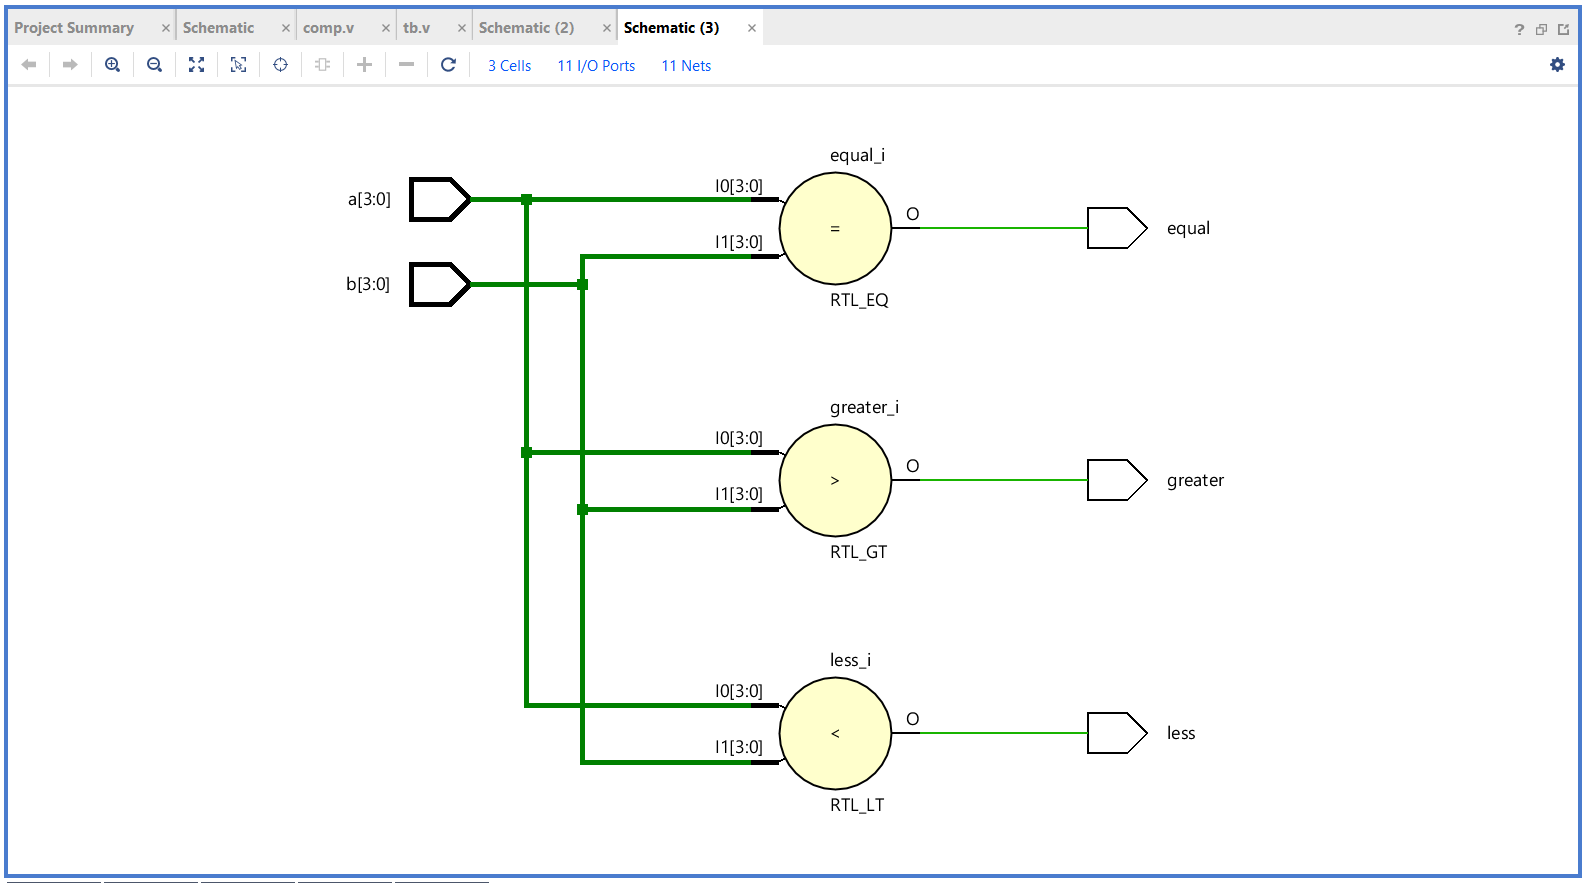 Project Summary × Schematic × comp.v × tb.v × Schematic (2) × Schematic (3) × ?
3 Cells 11 I/O Ports 11 Nets
equal_i
a[3:0] I0[3:0] = O equal
I1[3:0]
b[3:0]
RTL_EQ
greater_i
I0[3:0] > O greater
I1[3:0]
RTL_GT
less_i
I0[3:0] < O less
I1[3:0]
RTL_LT